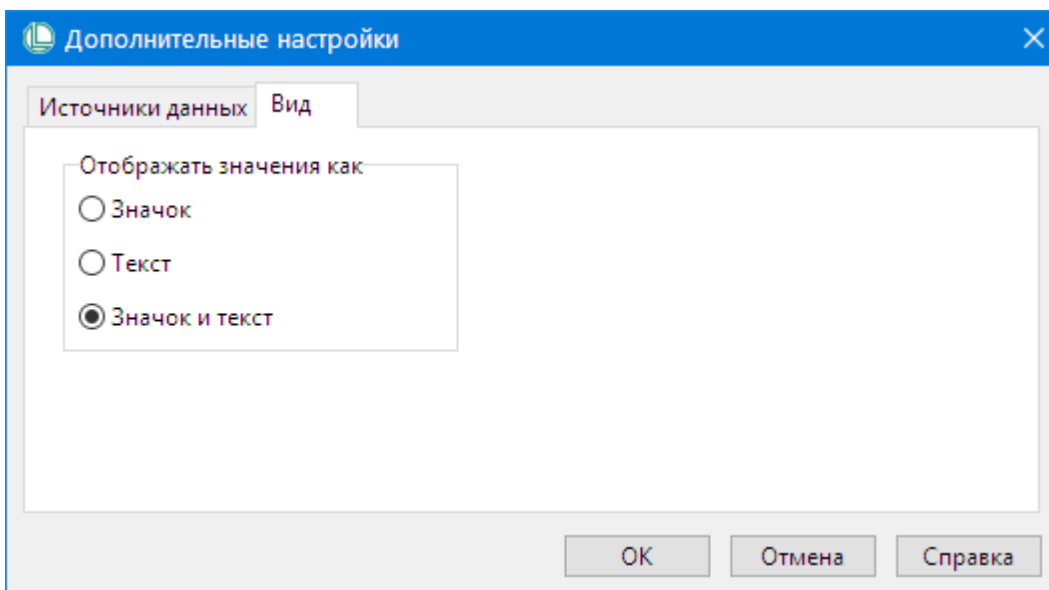 Дополнительные настройки
Источники данных Вид
Отображать значения как
Значок
Текст
Значок и текст
OK Отмена Справка